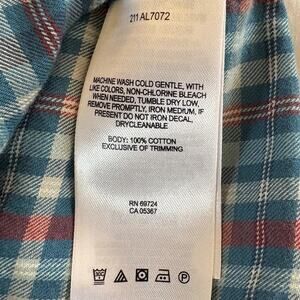 211 AL7072
MACHINE WASH COLD GENTLE, WITH
LIKE COLORS, NON-CHLORINE BLEACH
WHEN NEEDED, TUMBLE DRY LOW,
REMOVE PROMPTLY, IRON MEDIUM, IF
PRESENT DO NOT IRON DECAL,
DRYCLEANABLE
BODY: 100% COTTON
EXCLUSIVE OF TRIMMING
RN 69724
CA 05367
P